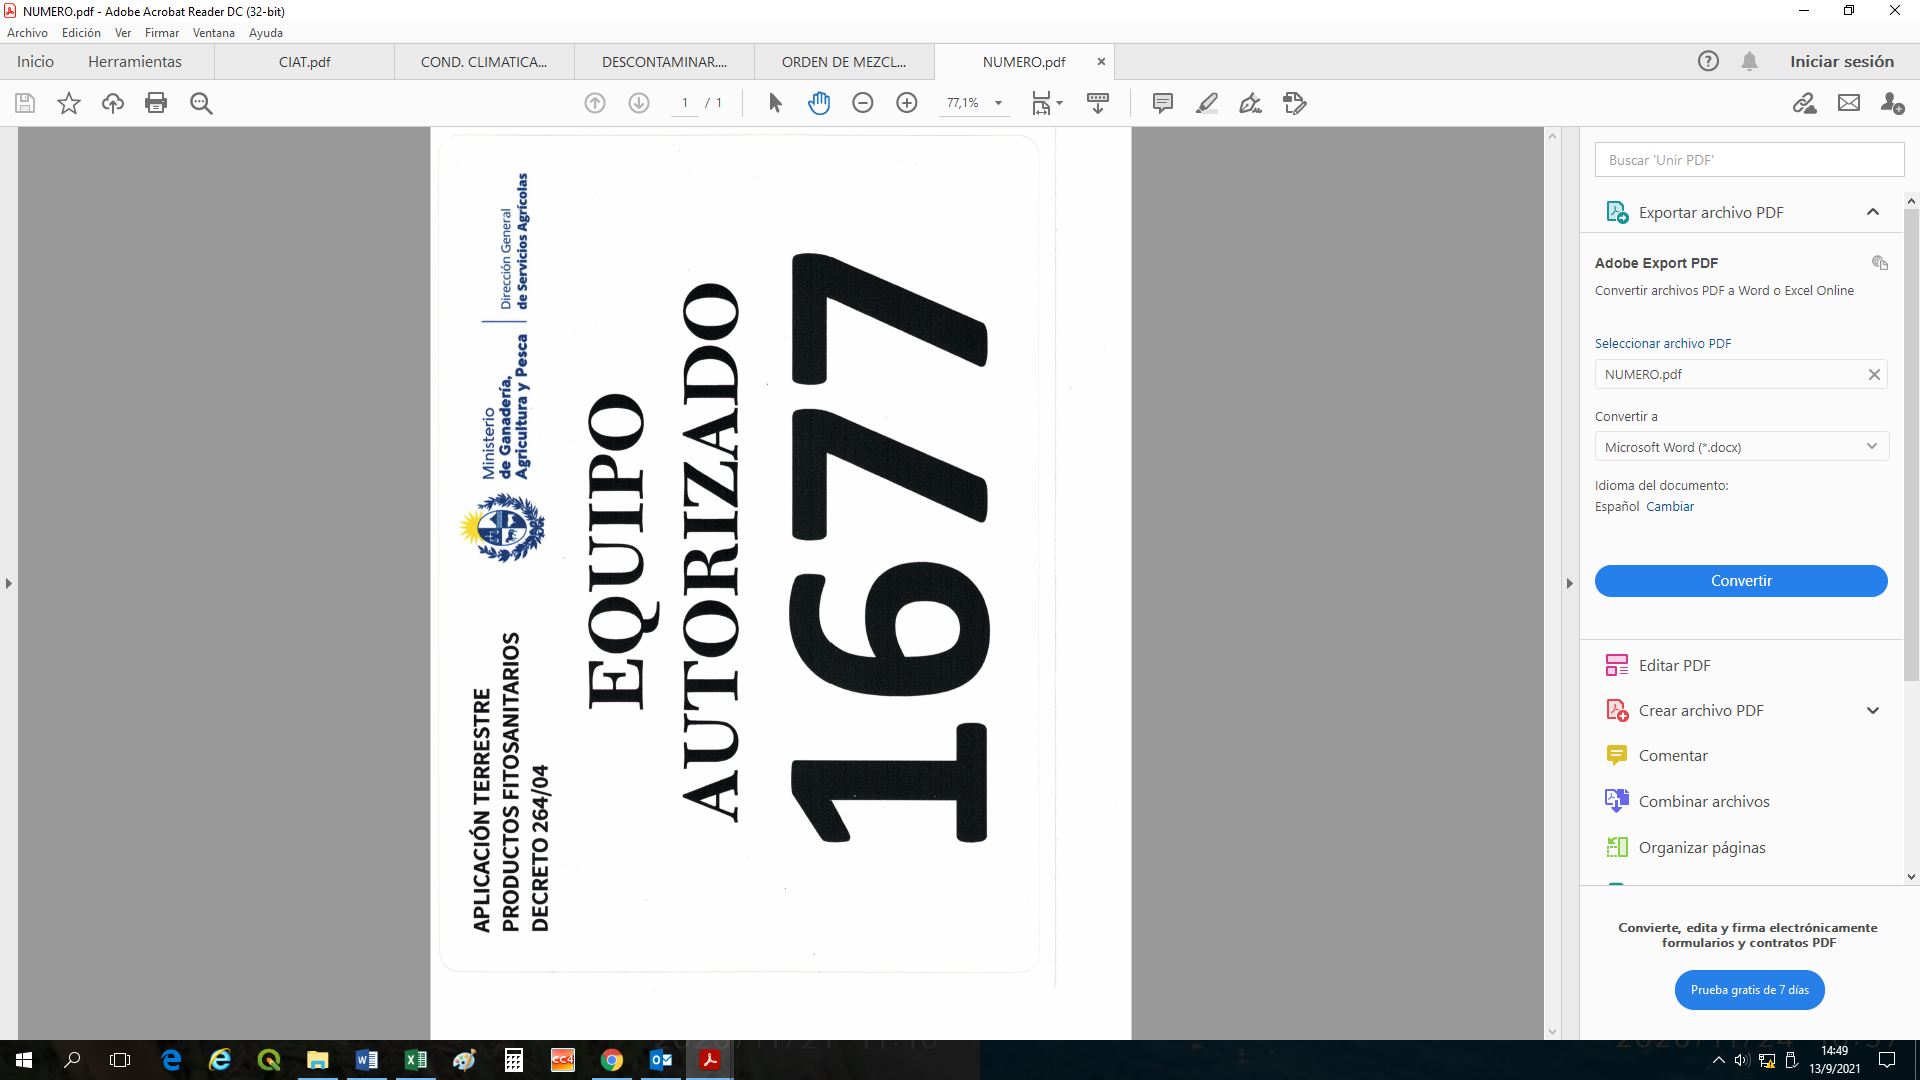 NUMERO.pdf - Adobe Acrobat Reader DC (32-bit)
Archivo Edición Ver Firmar Ventana Ayuda
Inicio Herramientas CIAT.pdf COND. CLIMATICA... DESCONTAMINAR.... ORDEN DE MEZCL... NUMERO.pdf Iniciar sesión
1 / 1 77,1%
APLICACIÓN TERRESTRE
PRODUCTOS FITOSANITARIOS
DECRETO 264/04
Ministerio
de Ganadería,
Agricultura y Pesca
Dirección General
de Servicios Agrícolas
EQUIPO
AUTORIZADO
1677
Buscar 'Unir PDF'
Exportar archivo PDF
Adobe Export PDF
Convertir archivos PDF a Word o Excel Online
Seleccionar archivo PDF
NUMERO.pdf
Convertir a
Microsoft Word (*.docx)
Idioma del documento:
Español Cambiar
Convertir
Editar PDF
Crear archivo PDF
Comentar
Combinar archivos
Organizar páginas
Convierte, edita y firma electrónicamente
formularios y contratos PDF
Prueba gratis de 7 días
CC4
14:49
13/9/2021